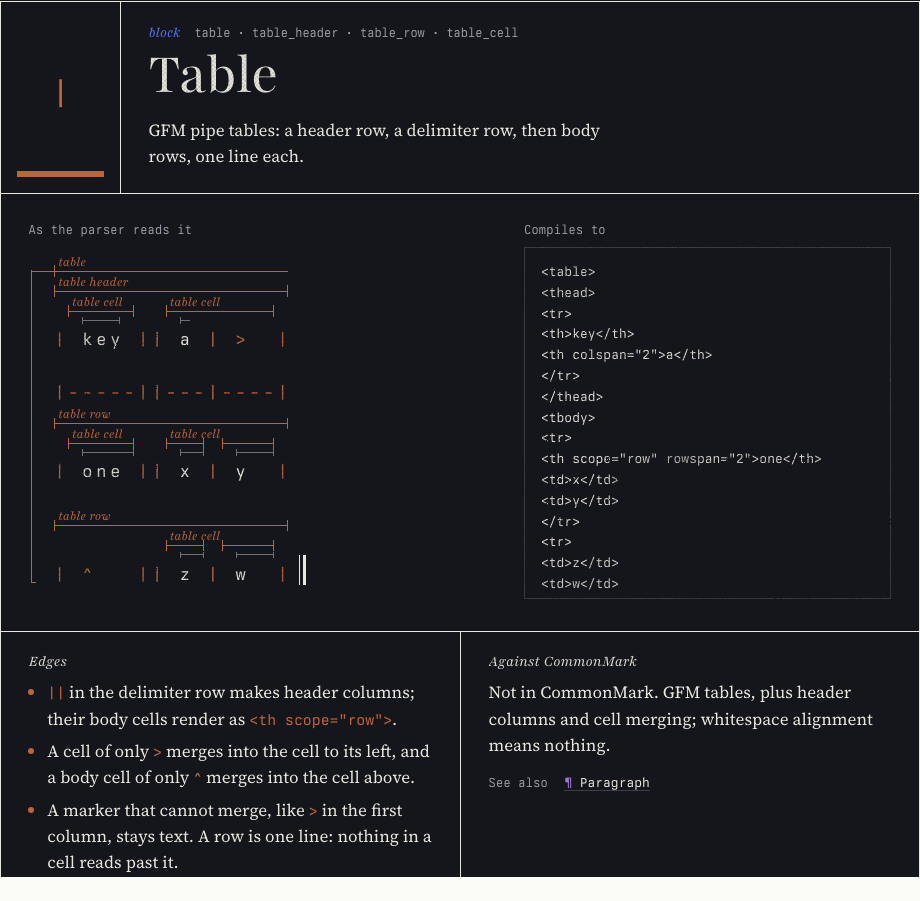 |
block table · table_header · table_row · table_cell
Table
GFM pipe tables: a header row, a delimiter row, then body
rows, one line each.
As the parser reads it
table
table header
table cell table cell
| key || a | > |
|-----||---|----|
table row
table cell table cell
| one || x | y |
table row
table cell
| ^ || z | w |
Compiles to
<table>
<thead>
<tr>
<th>key</th>
<th colspan="2">a</th>
</tr>
</thead>
<tbody>
<tr>
<th scope="row" rowspan="2">one</th>
<td>x</td>
<td>y</td>
</tr>
<tr>
<td>z</td>
<td>w</td>
Edges
• || in the delimiter row makes header columns;
their body cells render as <th scope="row">.
• A cell of only > merges into the cell to its left, and
a body cell of only ^ merges into the cell above.
• A marker that cannot merge, like > in the first
column, stays text. A row is one line: nothing in a
cell reads past it.
Against CommonMark
Not in CommonMark. GFM tables, plus header
columns and cell merging; whitespace alignment
means nothing.
See also ¶ Paragraph